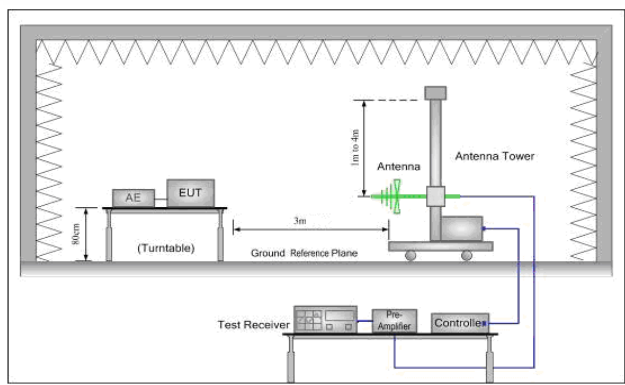 1m to 4m
Antenna
Antenna Tower
AE
EUT
80cm
(Turntable)
3m
Ground Reference Plane
Test Receiver
Pre-
Amplifier
Controlle